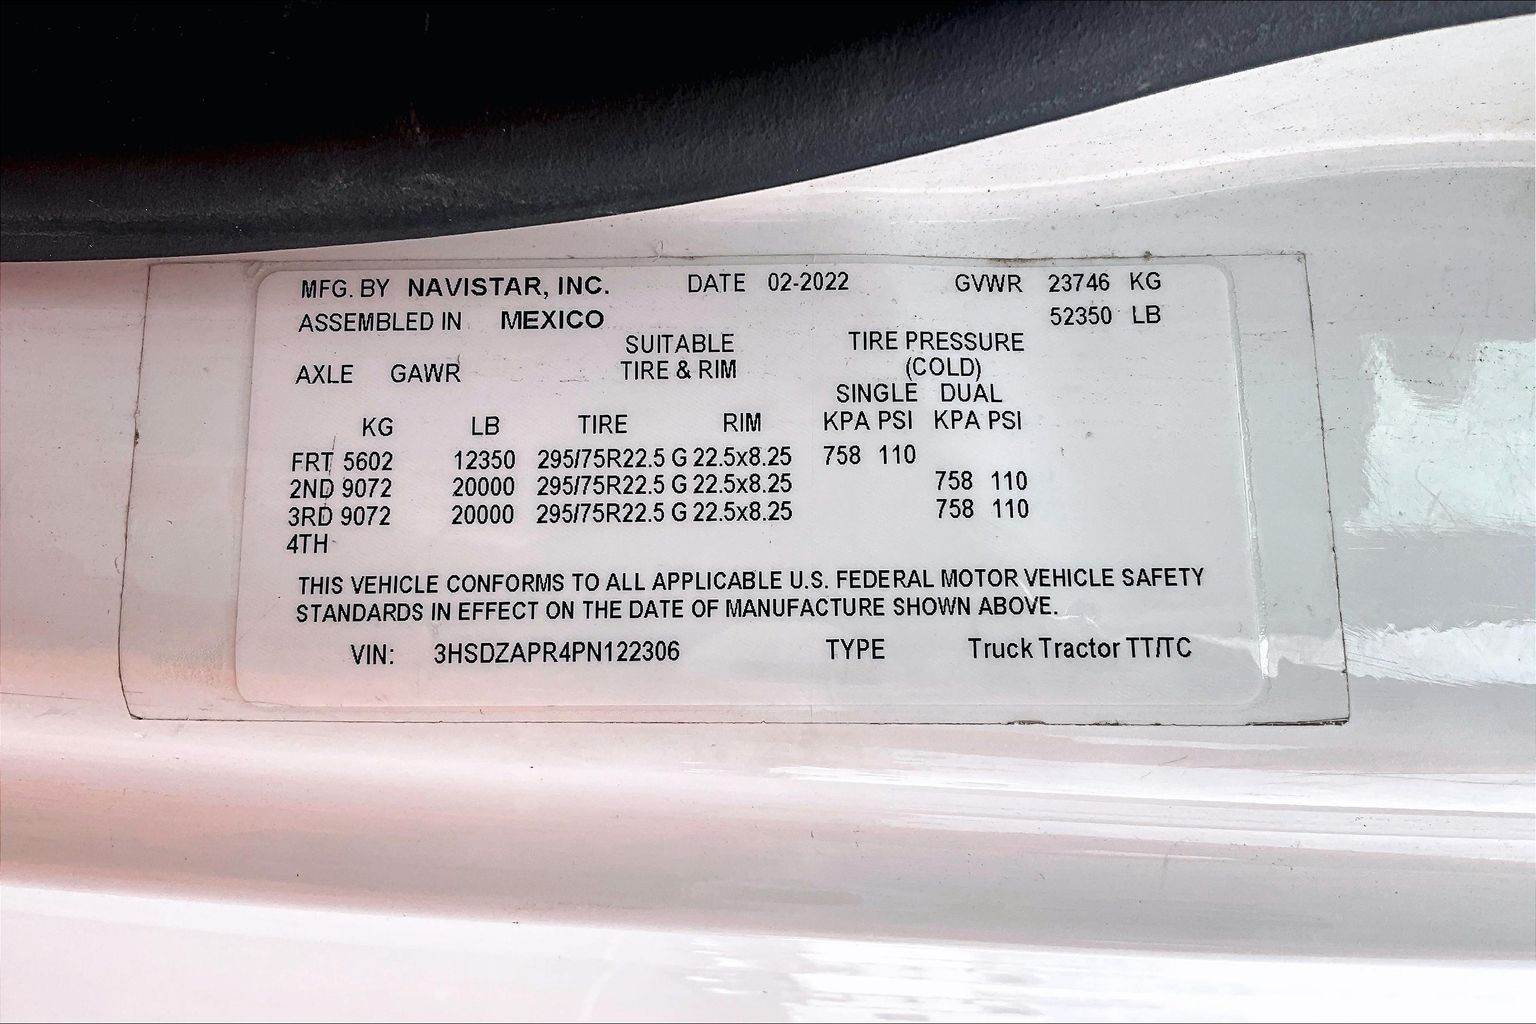 MFG. BY NAVISTAR, INC. DATE 02-2022 GVWR 23746 KG
ASSEMBLED IN MEXICO 52350 LB
SUITABLE TIRE PRESSURE
AXLE GAWR TIRE & RIM (COLD)
SINGLE DUAL
KG LB TIRE RIM KPA PSI KPA PSI
FRT 5602 12350 295/75R22.5 G 22.5x8.25 758 110
2ND 9072 20000 295/75R22.5 G 22.5x8.25 758 110
3RD 9072 20000 295/75R22.5 G 22.5x8.25 758 110
4TH
THIS VEHICLE CONFORMS TO ALL APPLICABLE U.S. FEDERAL MOTOR VEHICLE SAFETY
STANDARDS IN EFFECT ON THE DATE OF MANUFACTURE SHOWN ABOVE.
VIN: 3HSDZAPR4PN122306 TYPE Truck Tractor TT/TC